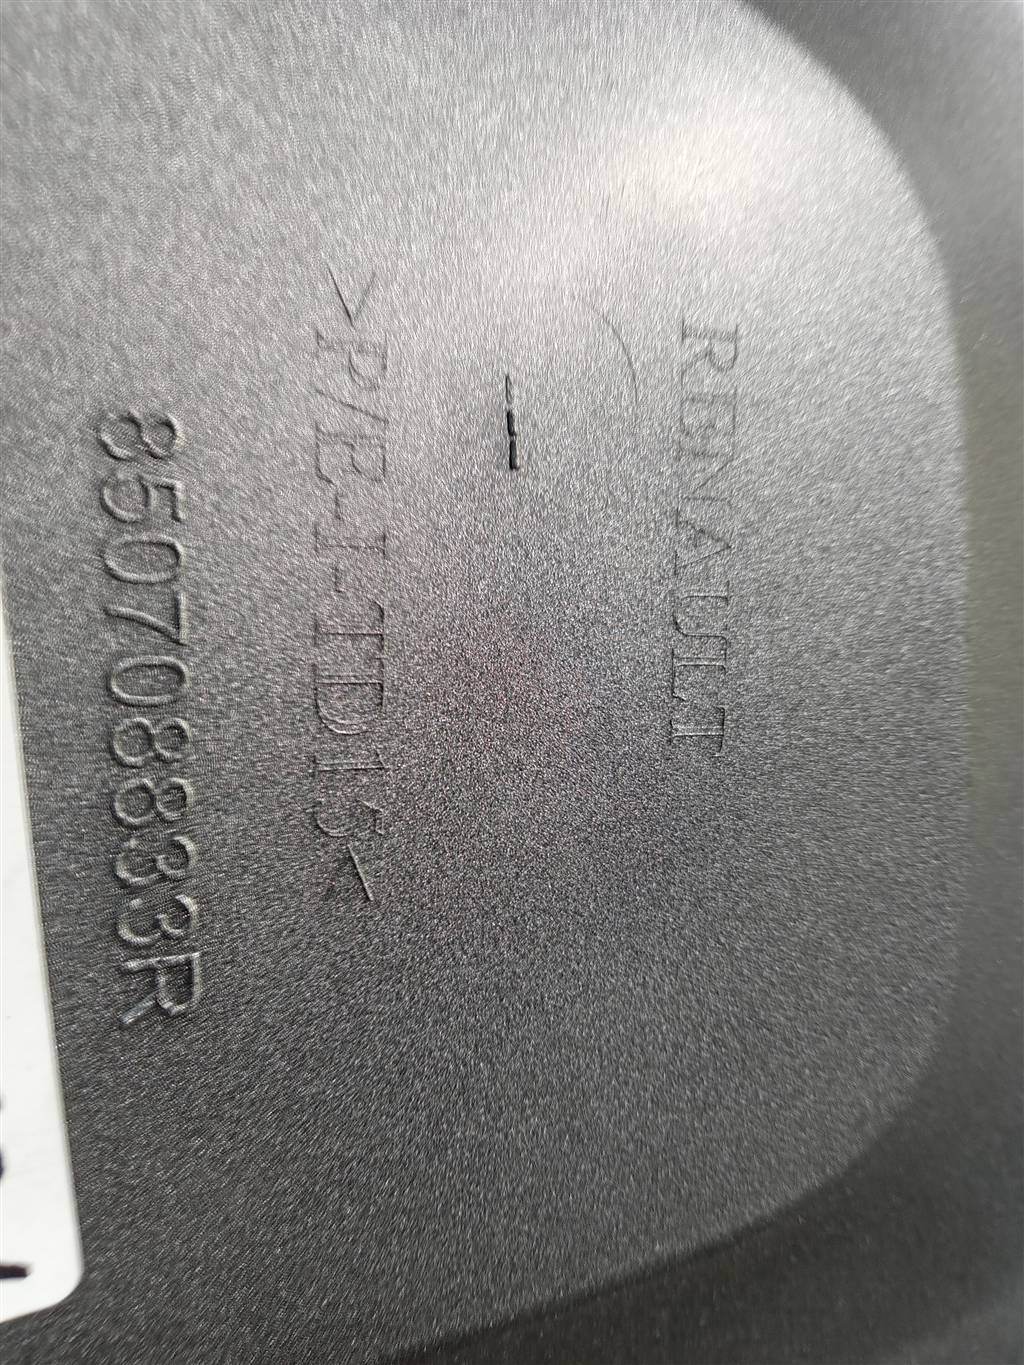 RENAULT
>P/E-I-TD15<
850708833R